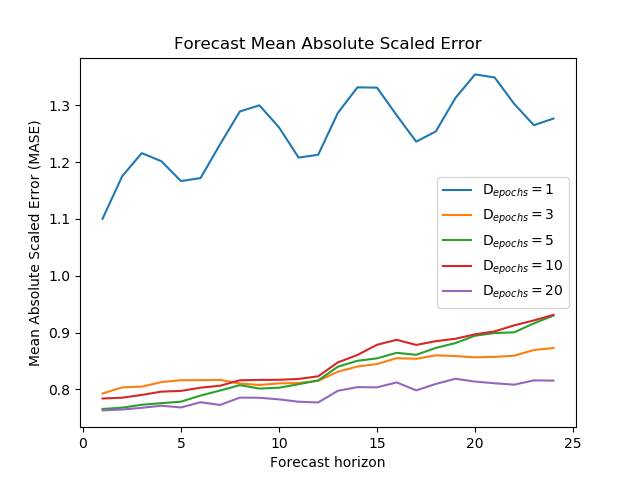 Forecast Mean Absolute Scaled Error
Mean Absolute Scaled Error (MASE)
1.3
1.2
1.1
1.0
0.9
0.8
D_epochs = 1
D_epochs = 3
D_epochs = 5
D_epochs = 10
D_epochs = 20
0 5 10 15 20 25
Forecast horizon